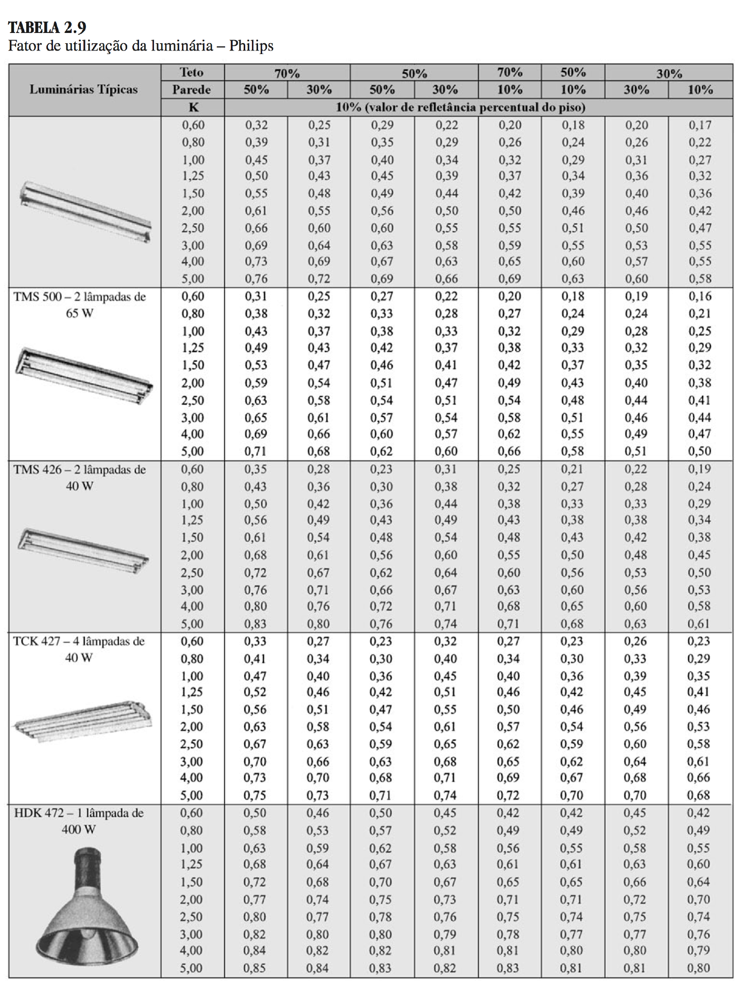 TABELA 2.9
Fator de utilização da luminária – Philips
Luminárias Típicas Teto 70% 50% 70% 50% 30%
Parede 50% 30% 50% 30% 10% 10% 30% 10%
K 10% (valor de refletância percentual do piso)
0,60 0,32 0,25 0,29 0,22 0,20 0,18 0,20 0,17
0,80 0,39 0,31 0,35 0,29 0,26 0,24 0,26 0,22
1,00 0,45 0,37 0,40 0,34 0,32 0,29 0,31 0,27
1,25 0,50 0,43 0,45 0,39 0,37 0,34 0,36 0,32
1,50 0,55 0,48 0,49 0,44 0,42 0,39 0,40 0,36
2,00 0,61 0,55 0,56 0,50 0,50 0,46 0,46 0,42
2,50 0,66 0,60 0,60 0,55 0,55 0,51 0,50 0,47
3,00 0,69 0,64 0,63 0,58 0,59 0,55 0,53 0,55
4,00 0,73 0,69 0,67 0,63 0,65 0,60 0,57 0,55
5,00 0,76 0,72 0,69 0,66 0,69 0,63 0,60 0,58
TMS 500 – 2 lâmpadas de 0,60 0,31 0,25 0,27 0,22 0,20 0,18 0,19 0,16
65 W 0,80 0,38 0,32 0,33 0,28 0,27 0,24 0,24 0,21
1,00 0,43 0,37 0,38 0,33 0,32 0,29 0,28 0,25
1,25 0,49 0,43 0,42 0,37 0,38 0,33 0,32 0,29
1,50 0,53 0,47 0,46 0,41 0,42 0,37 0,35 0,32
2,00 0,59 0,54 0,51 0,47 0,49 0,43 0,40 0,38
2,50 0,63 0,58 0,54 0,51 0,54 0,48 0,44 0,41
3,00 0,65 0,61 0,57 0,54 0,58 0,51 0,46 0,44
4,00 0,69 0,66 0,60 0,57 0,62 0,55 0,49 0,47
5,00 0,71 0,68 0,62 0,60 0,66 0,58 0,51 0,50
TMS 426 – 2 lâmpadas de 0,60 0,35 0,28 0,23 0,31 0,25 0,21 0,22 0,19
40 W 0,80 0,43 0,36 0,30 0,38 0,32 0,27 0,28 0,24
1,00 0,50 0,42 0,36 0,44 0,38 0,33 0,33 0,29
1,25 0,56 0,49 0,43 0,49 0,43 0,38 0,38 0,34
1,50 0,61 0,54 0,48 0,54 0,48 0,43 0,42 0,38
2,00 0,68 0,61 0,56 0,60 0,55 0,50 0,48 0,45
2,50 0,72 0,67 0,62 0,64 0,60 0,56 0,53 0,50
3,00 0,76 0,71 0,66 0,67 0,63 0,60 0,56 0,53
4,00 0,80 0,76 0,72 0,71 0,68 0,65 0,60 0,58
5,00 0,83 0,80 0,76 0,74 0,71 0,68 0,63 0,61
TCK 427 – 4 lâmpadas de 0,60 0,33 0,27 0,23 0,32 0,27 0,23 0,26 0,23
40 W 0,80 0,41 0,34 0,30 0,40 0,34 0,30 0,33 0,29
1,00 0,47 0,40 0,36 0,45 0,40 0,36 0,39 0,35
1,25 0,52 0,46 0,42 0,51 0,46 0,42 0,45 0,41
1,50 0,56 0,51 0,47 0,55 0,50 0,46 0,49 0,46
2,00 0,63 0,58 0,54 0,61 0,57 0,54 0,56 0,53
2,50 0,67 0,63 0,59 0,65 0,62 0,59 0,60 0,58
3,00 0,70 0,66 0,63 0,68 0,65 0,62 0,64 0,61
4,00 0,73 0,70 0,68 0,71 0,69 0,67 0,68 0,66
5,00 0,75 0,73 0,71 0,74 0,72 0,70 0,70 0,68
HDK 472 – 1 lâmpada de 0,60 0,50 0,46 0,50 0,45 0,42 0,42 0,45 0,42
400 W 0,80 0,58 0,53 0,57 0,52 0,49 0,49 0,52 0,49
1,00 0,63 0,59 0,62 0,58 0,56 0,55 0,58 0,55
1,25 0,68 0,64 0,67 0,63 0,61 0,61 0,63 0,60
1,50 0,72 0,68 0,70 0,67 0,65 0,65 0,66 0,64
2,00 0,77 0,74 0,75 0,73 0,71 0,71 0,72 0,70
2,50 0,80 0,77 0,78 0,76 0,75 0,74 0,75 0,74
3,00 0,82 0,80 0,80 0,79 0,78 0,77 0,77 0,76
4,00 0,84 0,82 0,82 0,81 0,81 0,80 0,80 0,79
5,00 0,85 0,84 0,83 0,82 0,83 0,81 0,81 0,80